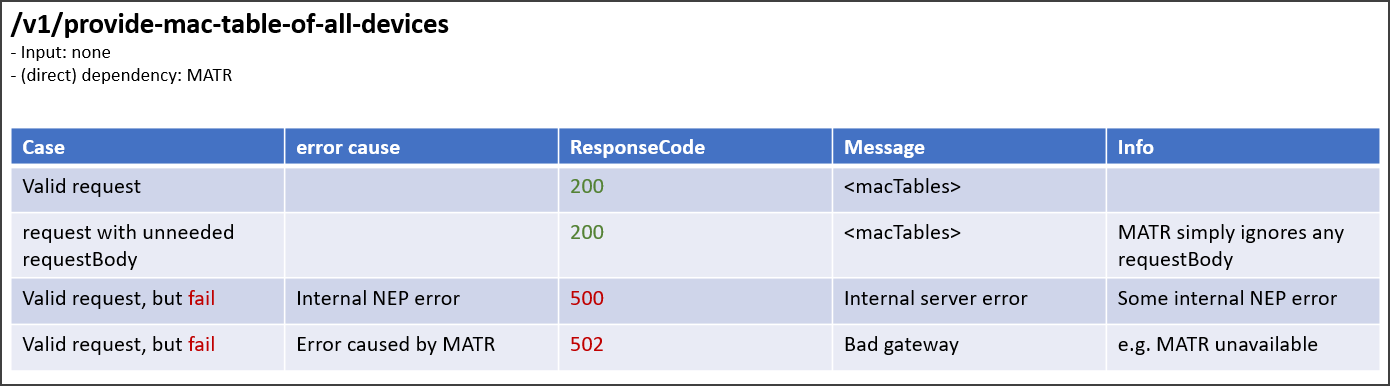 /v1/provide-mac-table-of-all-devices
- Input: none
- (direct) dependency: MATR
Case error cause ResponseCode Message Info
Valid request 200 <macTables>
request with unneeded requestBody 200 <macTables> MATR simply ignores any requestBody
Valid request, but fail Internal NEP error 500 Internal server error Some internal NEP error
Valid request, but fail Error caused by MATR 502 Bad gateway e.g. MATR unavailable